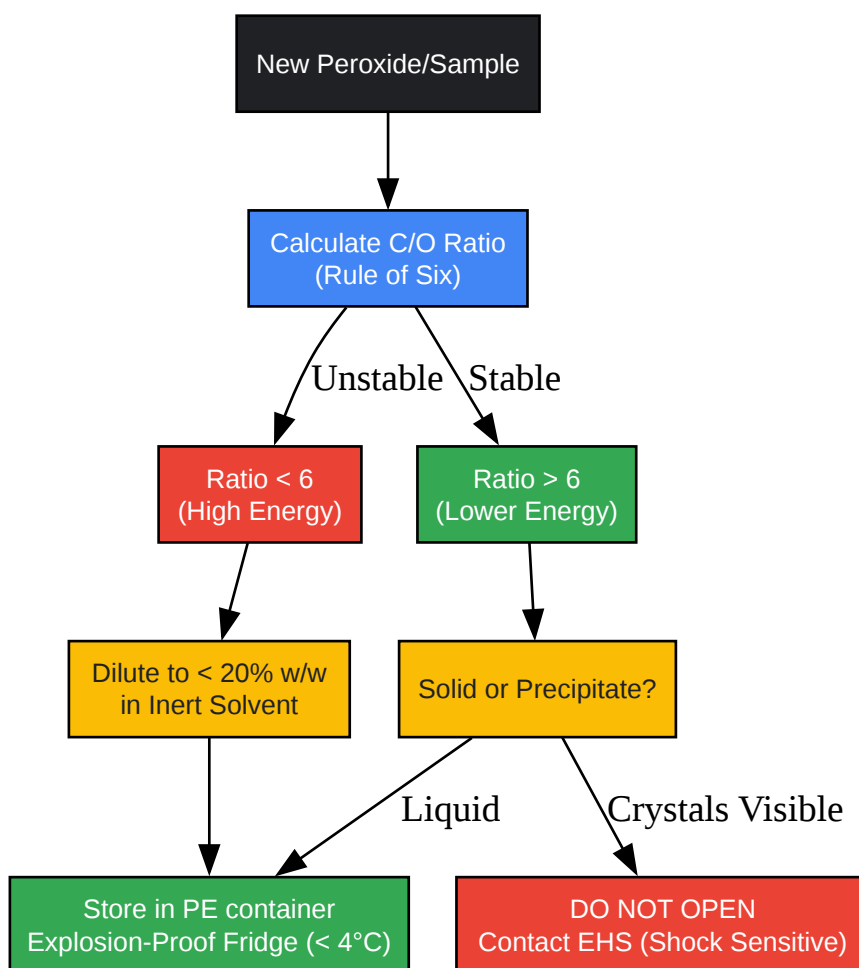 New Peroxide/Sample
Calculate C/O Ratio
(Rule of Six)
Unstable
Stable
Ratio < 6
(High Energy)
Ratio > 6
(Lower Energy)
Dilute to < 20% w/w
in Inert Solvent
Solid or Precipitate?
Liquid
Crystals Visible
Store in PE container
Explosion-Proof Fridge (< 4°C)
DO NOT OPEN
Contact EHS (Shock Sensitive)